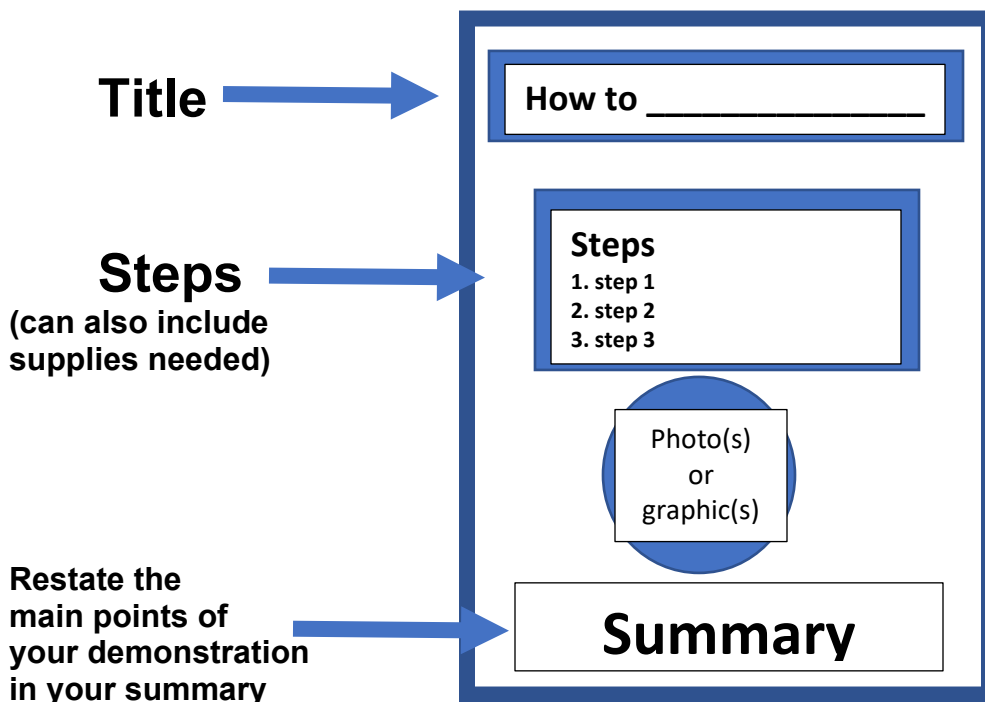 Title
How to _______________
Steps
(can also include
supplies needed)
Steps
1. step 1
2. step 2
3. step 3
Photo(s)
or
graphic(s)
Restate the
main points of
your demonstration
in your summary
Summary